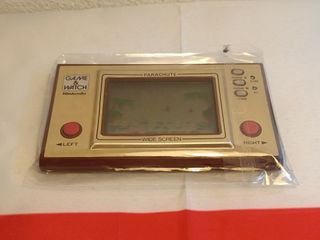 GAME &
WATCH
Nintendo
PARACHUTE
WIDE SCREEN
◄LEFT
RIGHT►